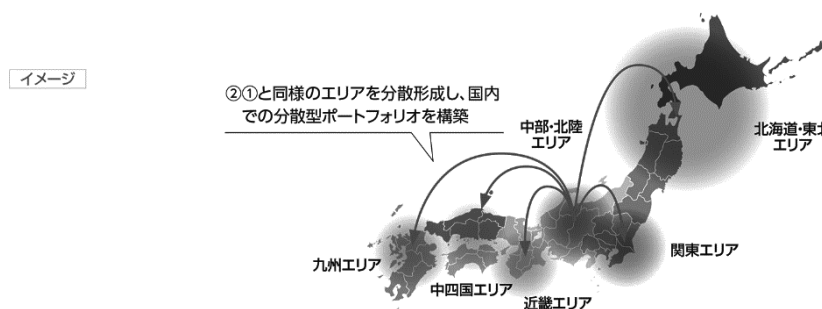 イメージ
②①と同様のエリアを分散形成し、国内
での分散型ポートフォリオを構築
中部・北陸
エリア
北海道・東北
エリア
関東エリア
九州エリア
中四国エリア
近畿エリア